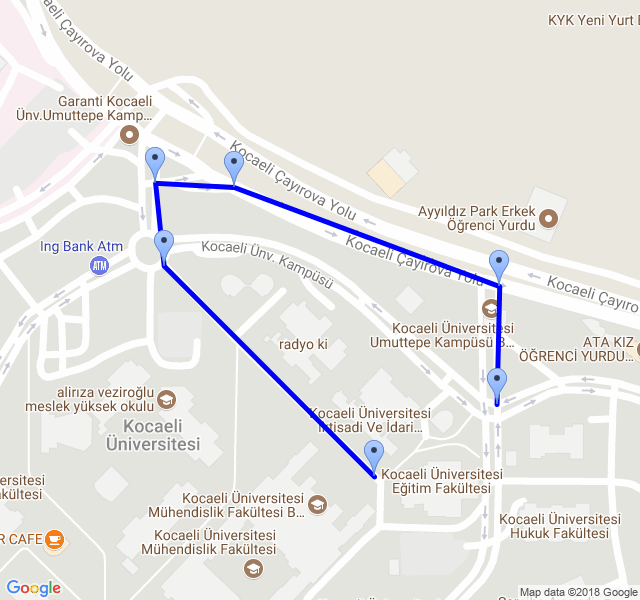 KYK Yeni Yurt E
Kocaeli Çayırova Yolu
Garanti Kocaeli
Ünv.Umuttepe Kamp...
Kocaeli Çayırova Yolu
Ayyıldız Park Erkek
Öğrenci Yurdu
Ing Bank Atm
ATM
Kocaeli Ünv. Kampüsü
Kocaeli Çayırova Yolu
Kocaeli Çayıro
Kocaeli Üniversitesi
Umuttepe Kampüsü B...
radyo ki
ATA KIZ
ÖĞRENCİ YURDU...
alirıza veziroğlu
meslek yüksek okulu
Kocaeli
Üniversitesi
Kocaeli Üniversitesi
İktisadi Ve İdari...
Kocaeli Üniversitesi
Eğitim Fakültesi
ersitesi
akültesi
Kocaeli Üniversitesi
Mühendislik Fakültesi B...
Kocaeli Üniversitesi
Hukuk Fakültesi
R CAFE
Kocaeli Üniversitesi
Mühendislik Fakültesi
Google
Map data ©2018 Google